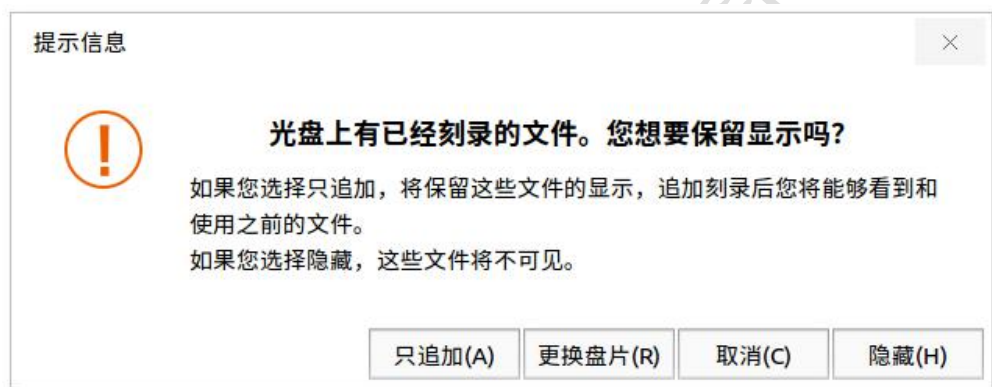 提示信息
光盘上有已经刻录的文件。您想要保留显示吗？
如果您选择只追加，将保留这些文件的显示，追加刻录后您将能够看到和
使用之前的文件。
如果您选择隐藏，这些文件将不可见。
只追加(A) 更换盘片(R) 取消(C) 隐藏(H)